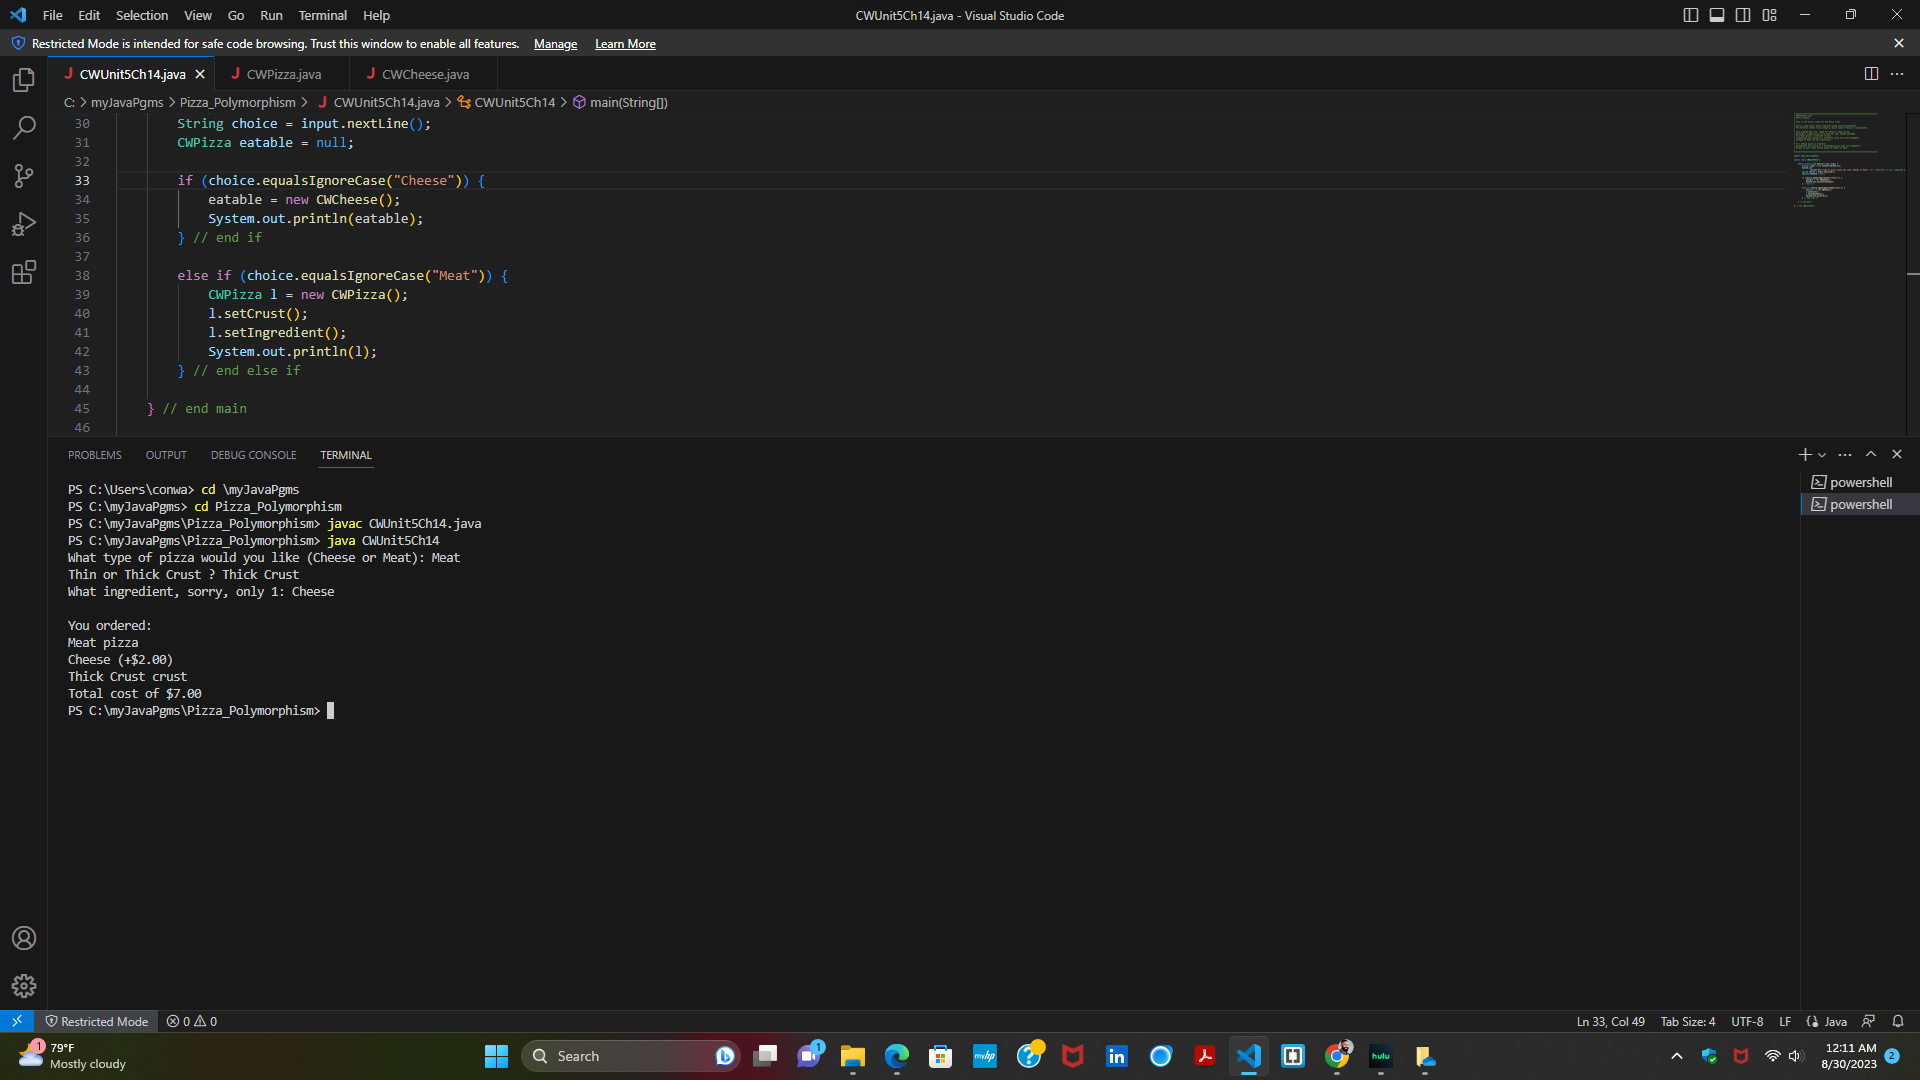 File Edit Selection View Go Run Terminal Help
CWUnit5Ch14.java - Visual Studio Code
Restricted Mode is intended for safe code browsing. Trust this window to enable all features. Manage Learn More
CWUnit5Ch14.java CWPizza.java CWCheese.java
C: > myJavaPgms > Pizza_Polymorphism > CWUnit5Ch14.java > CWUnit5Ch14 > main(String[])
30 String choice = input.nextLine();
31 CWPizza eatable = null;
32
33 if (choice.equalsIgnoreCase("Cheese")) {
34 eatable = new CWCheese();
35 System.out.println(eatable);
36 } // end if
37
38 else if (choice.equalsIgnoreCase("Meat")) {
39 CWPizza l = new CWPizza();
40 l.setCrust();
41 l.setIngredient();
42 System.out.println(l);
43 } // end else if
44
45 } // end main
46
PROBLEMS OUTPUT DEBUG CONSOLE TERMINAL
PS C:\Users\conwa> cd \myJavaPgms
PS C:\myJavaPgms> cd Pizza_Polymorphism
PS C:\myJavaPgms\Pizza_Polymorphism> javac CWUnit5Ch14.java
PS C:\myJavaPgms\Pizza_Polymorphism> java CWUnit5Ch14
What type of pizza would you like (Cheese or Meat): Meat
Thin or Thick Crust ? Thick Crust
What ingredient, sorry, only 1: Cheese
You ordered:
Meat pizza
Cheese (+$2.00)
Thick Crust crust
Total cost of $7.00
PS C:\myJavaPgms\Pizza_Polymorphism>
powershell
powershell
Restricted Mode 0 0
Ln 33, Col 49 Tab Size: 4 UTF-8 LF Java
1
79°F
Mostly cloudy
Search
1
myhp
in
hulu
12:11 AM
8/30/2023
2